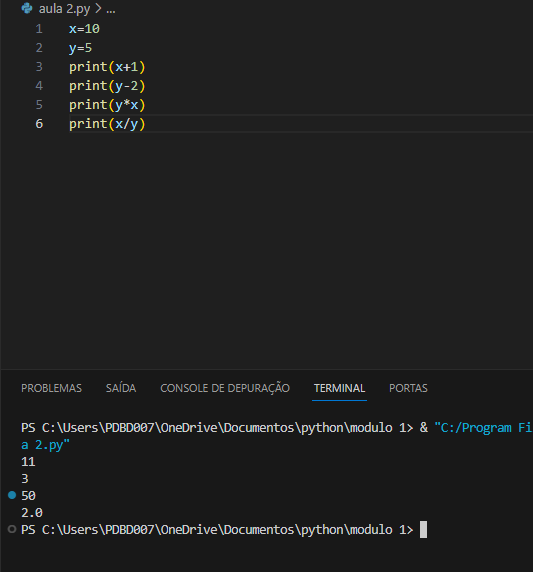 aula 2.py > ...
1 x=10
2 y=5
3 print(x+1)
4 print(y-2)
5 print(y*x)
6 print(x/y)
PROBLEMAS SAÍDA CONSOLE DE DEPURAÇÃO TERMINAL PORTAS
PS C:\Users\PDBD007\OneDrive\Documentos\python\modulo 1> & "C:/Program Fi
a 2.py"
11
3
50
2.0
PS C:\Users\PDBD007\OneDrive\Documentos\python\modulo 1>